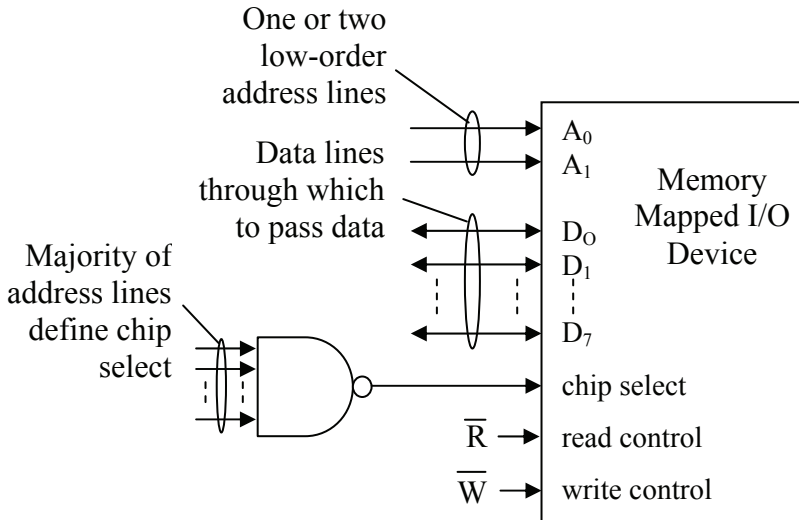 One or two
low-order
address lines
Data lines
through which
to pass data
Majority of
address lines
define chip
select
A₀
A₁
D₀
D₁
D₇
chip select
R̅ read control
W̅ write control
Memory
Mapped I/O
Device